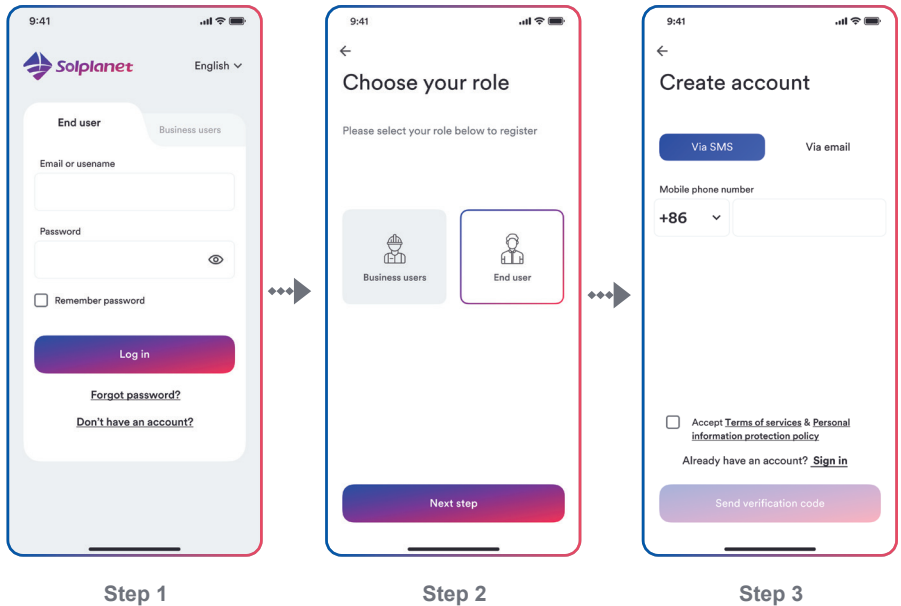 9:41
Solplanet
English
End user
Business users
Email or usename
Password
Remember password
Log in
Forgot password?
Don't have an account?
Step 1
9:41
Choose your role
Please select your role below to register
Business users
End user
Next step
Step 2
9:41
Create account
Via SMS
Via email
Mobile phone number
+86
Accept Terms of services & Personal
information protection policy
Already have an account? Sign in
Send verification code
Step 3